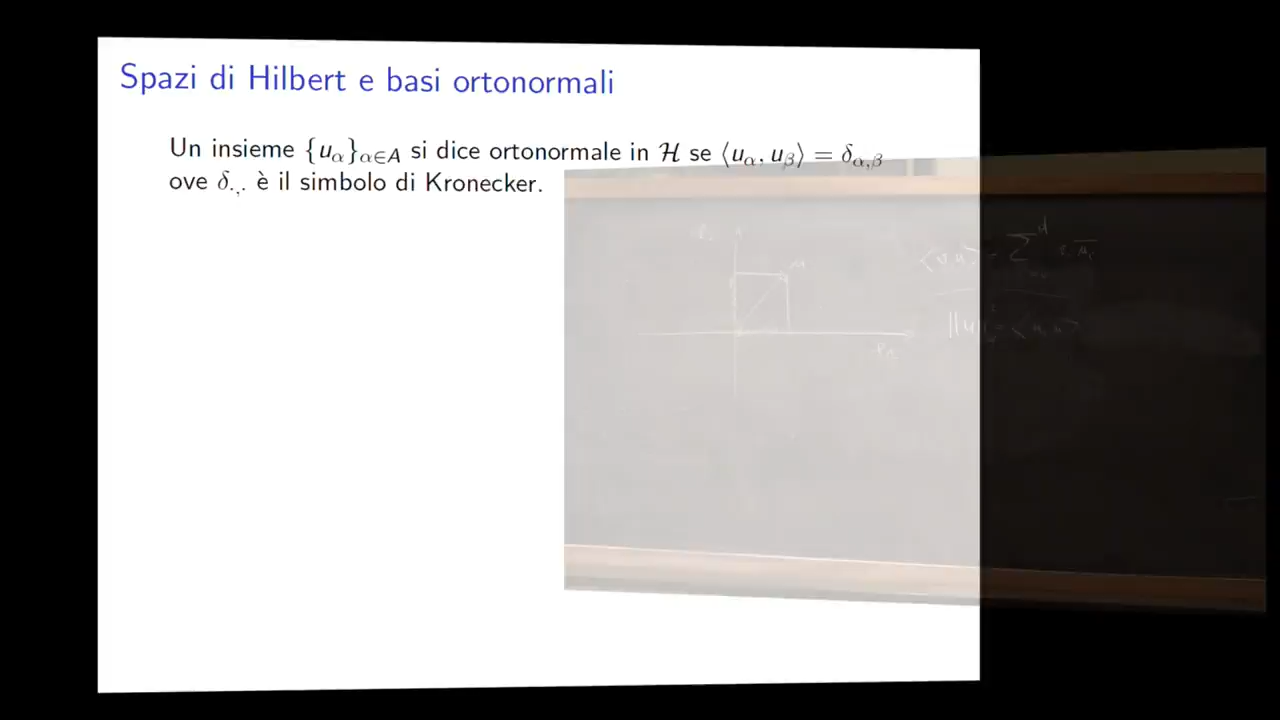 Spazi di Hilbert e basi ortonormali
Un insieme {u_α}_{α∈A} si dice ortonormale in ℋ se ⟨u_α, u_β⟩ = δ_{α,β}
ove δ_{·,·} è il simbolo di Kronecker.